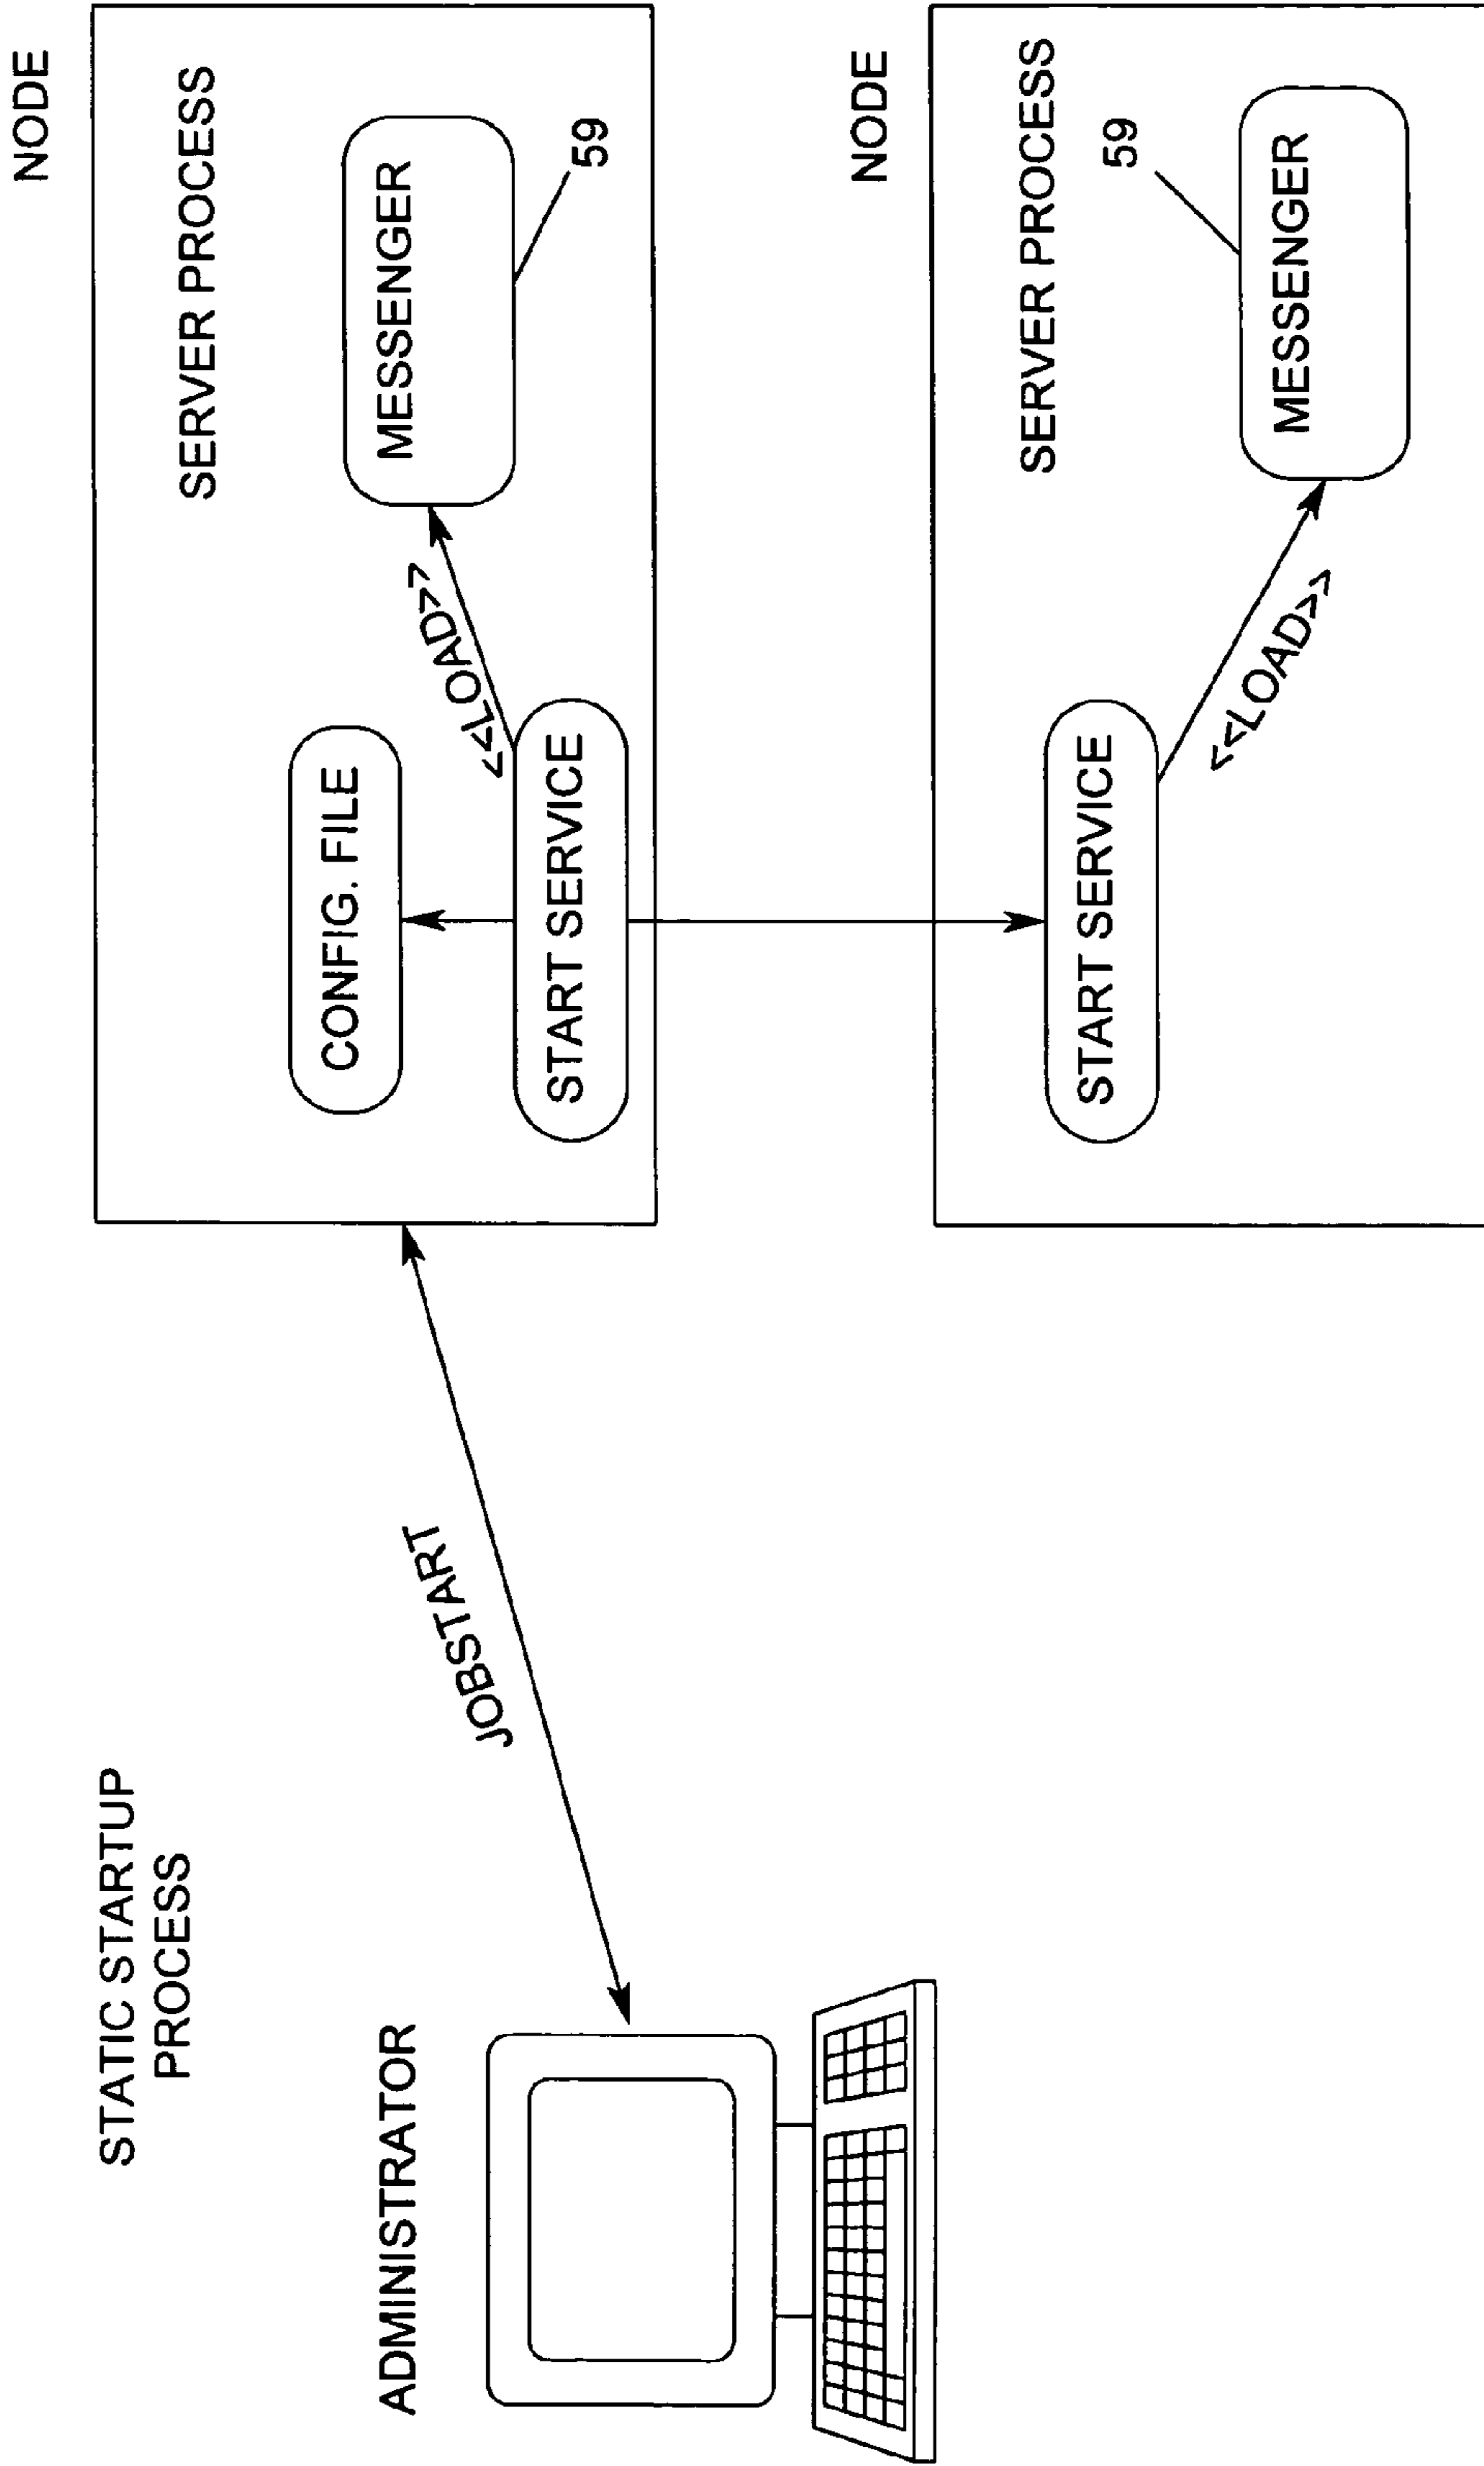 STATIC STARTUP
PROCESS
ADMINISTRATOR
JOBSTART
NODE
SERVER PROCESS
CONFIG. FILE
<<LOAD>>
MESSENGER
START SERVICE
59
NODE
SERVER PROCESS
59
START SERVICE
MESSENGER
<<LOAD>>